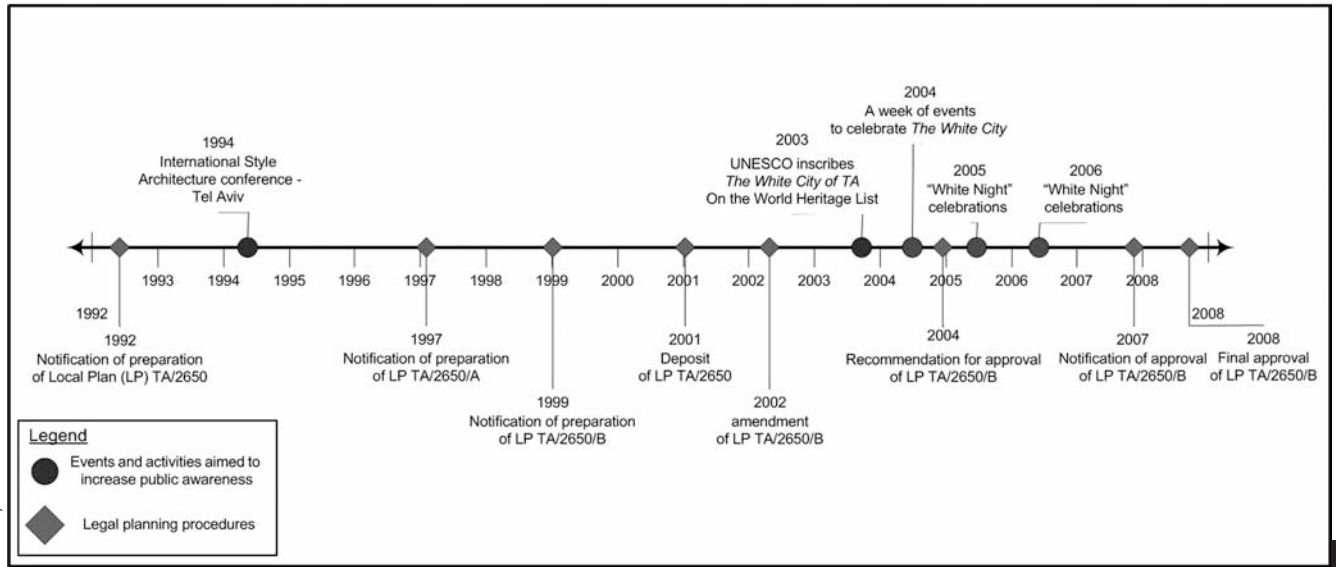 2004
A week of events
to celebrate The White City
1994
International Style
Architecture conference -
Tel Aviv
2003
UNESCO inscribes
The White City of TA
On the World Heritage List
2005
“White Night”
celebrations
2006
“White Night”
celebrations
1993
1994
1995
1996
1997
1998
1999
2000
2001
2002
2003
2004
2005
2006
2007
2008
1992
2008
1992
Notification of preparation
of Local Plan (LP) TA/2650
1997
Notification of preparation
of LP TA/2650/A
1999
Notification of preparation
of LP TA/2650/B
2001
Deposit
of LP TA/2650
2002
amendment
of LP TA/2650/B
2004
Recommendation for approval
of LP TA/2650/B
2007
Notification of approval
of LP TA/2650/B
2008
Final approval
of LP TA/2650/B
Legend
Events and activities aimed to
increase public awareness
Legal planning procedures